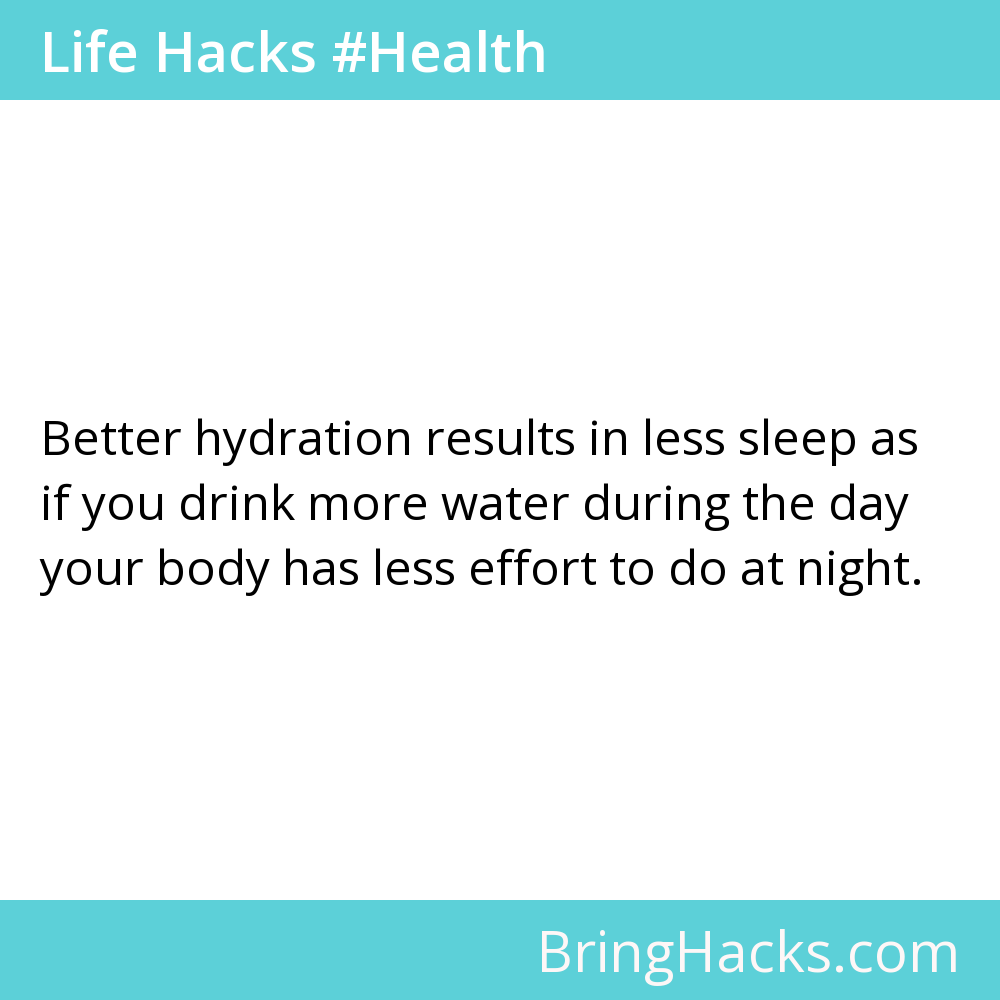 Life Hacks #Health
Better hydration results in less sleep as
if you drink more water during the day
your body has less effort to do at night.
BringHacks.com